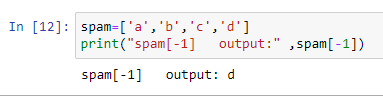 In [12]: spam=['a','b','c','d']
print("spam[-1]   output:" ,spam[-1])
spam[-1]   output: d